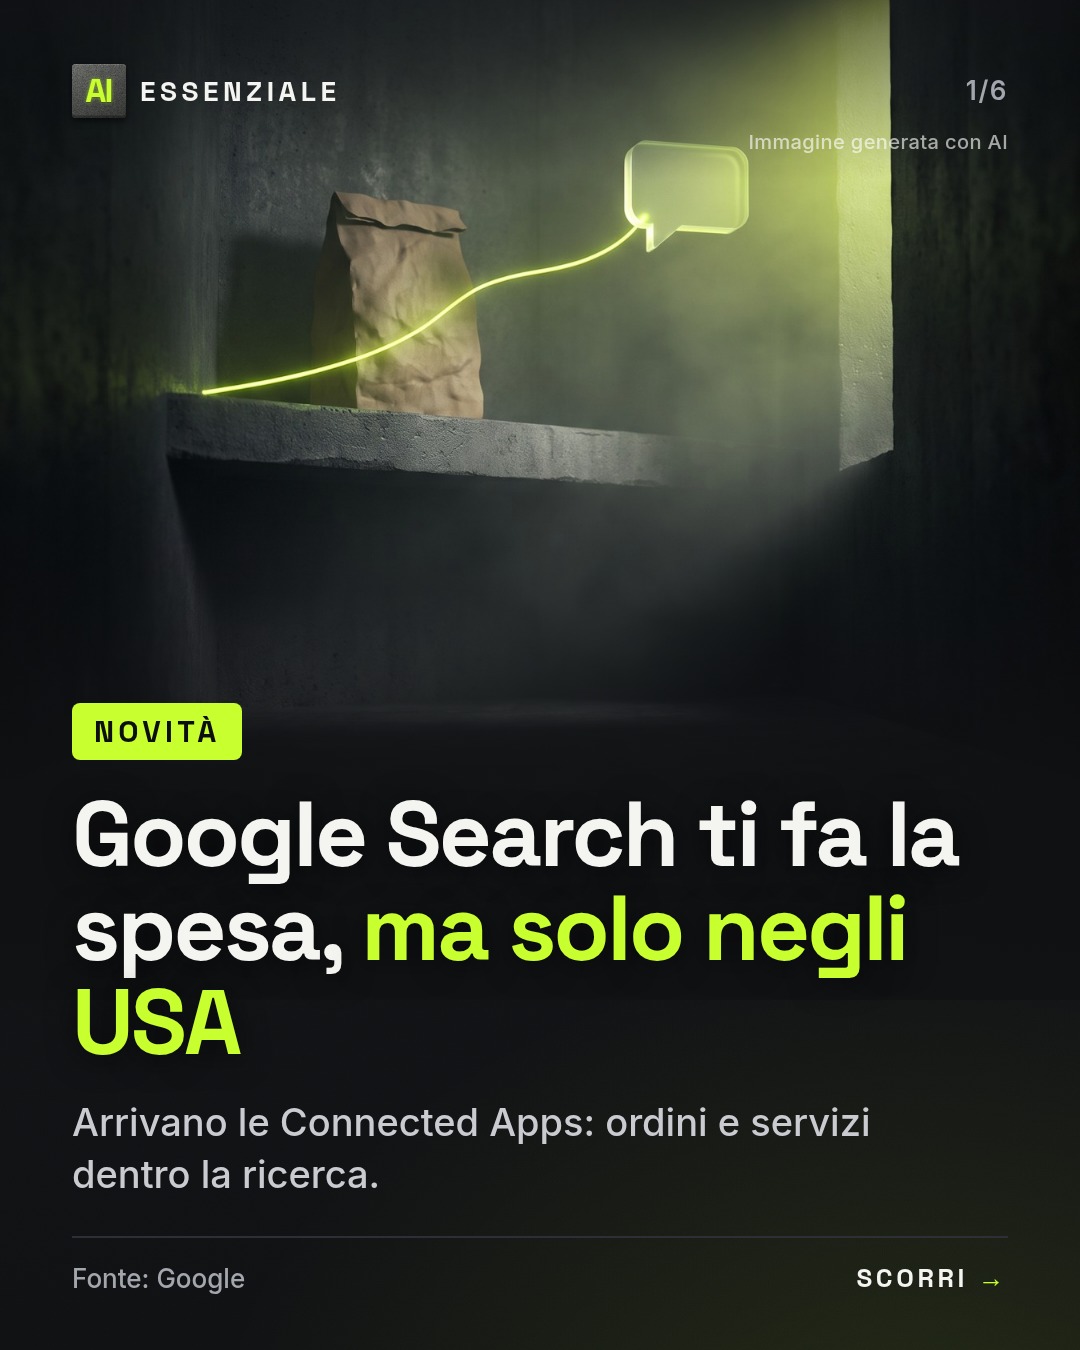 AI ESSENZIALE
1/6
Immagine generata con AI
NOVITÀ
Google Search ti fa la
spesa, ma solo negli
USA
Arrivano le Connected Apps: ordini e servizi
dentro la ricerca.
Fonte: Google
SCORRI →